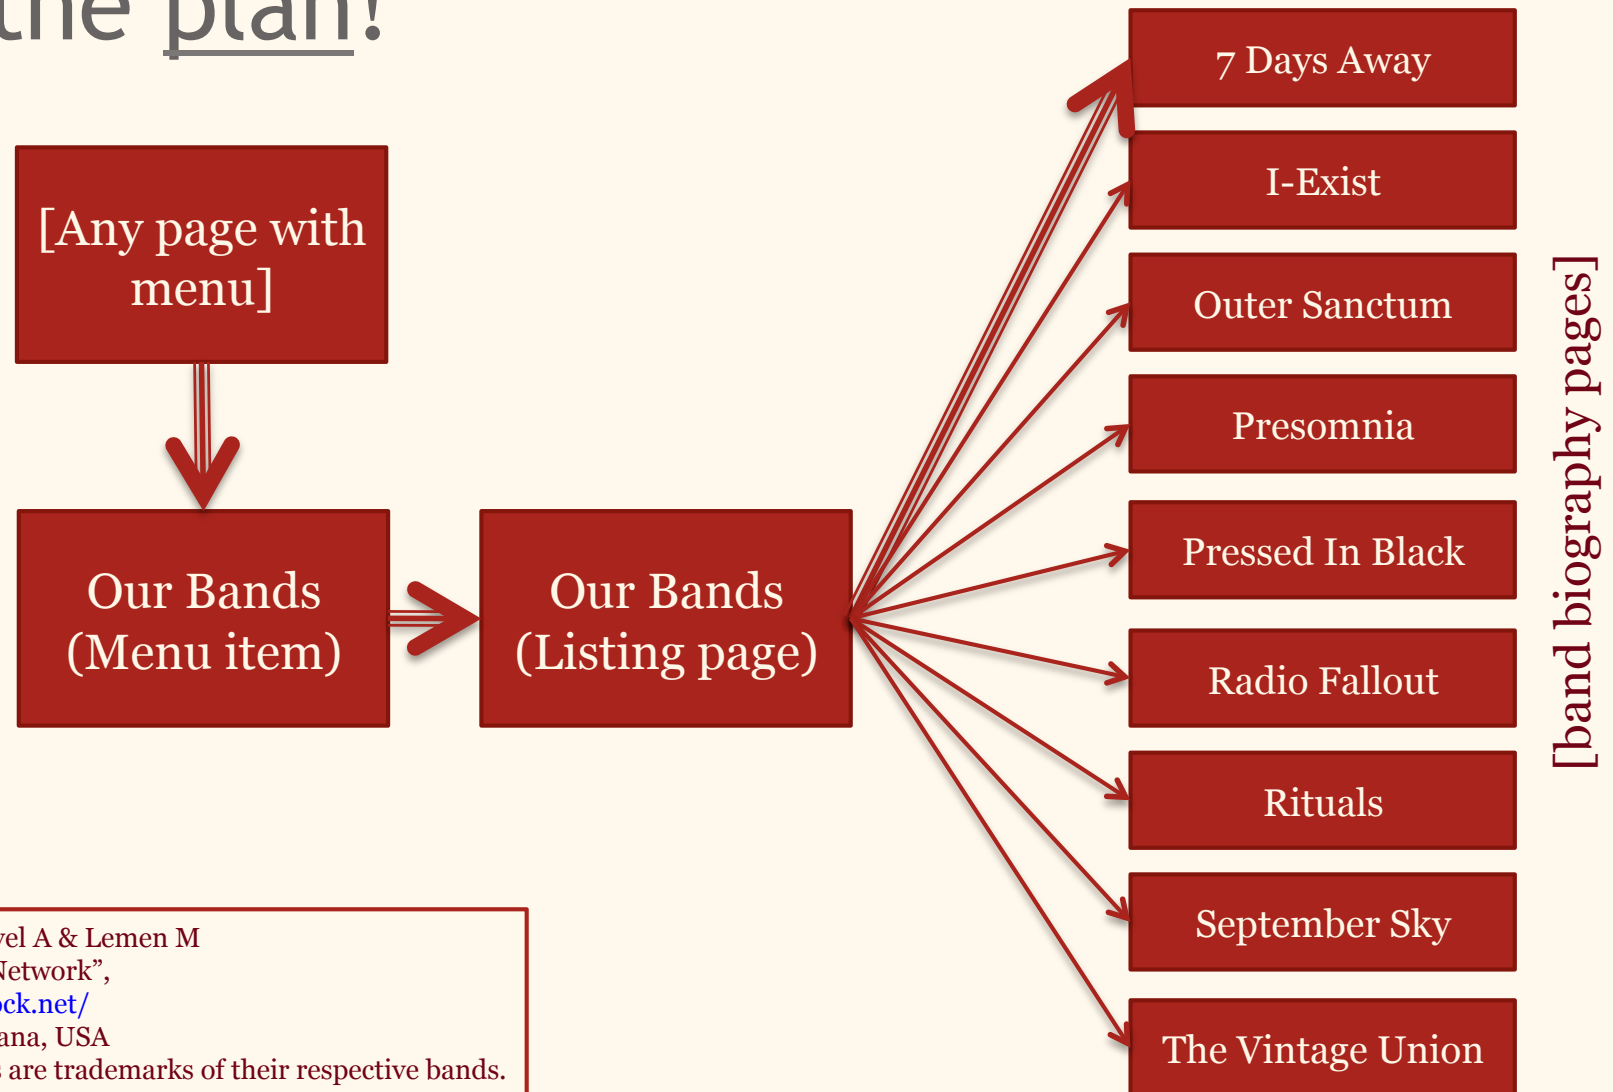 the plan!
[Any page with
menu]
Our Bands
(Menu item)
Our Bands
(Listing page)
7 Days Away
I-Exist
Outer Sanctum
Presomnia
Pressed In Black
Radio Fallout
Rituals
September Sky
The Vintage Union
[band biography pages]
A & Lemen M
Network”,
ock.net/
ana, USA
are trademarks of their respective bands.